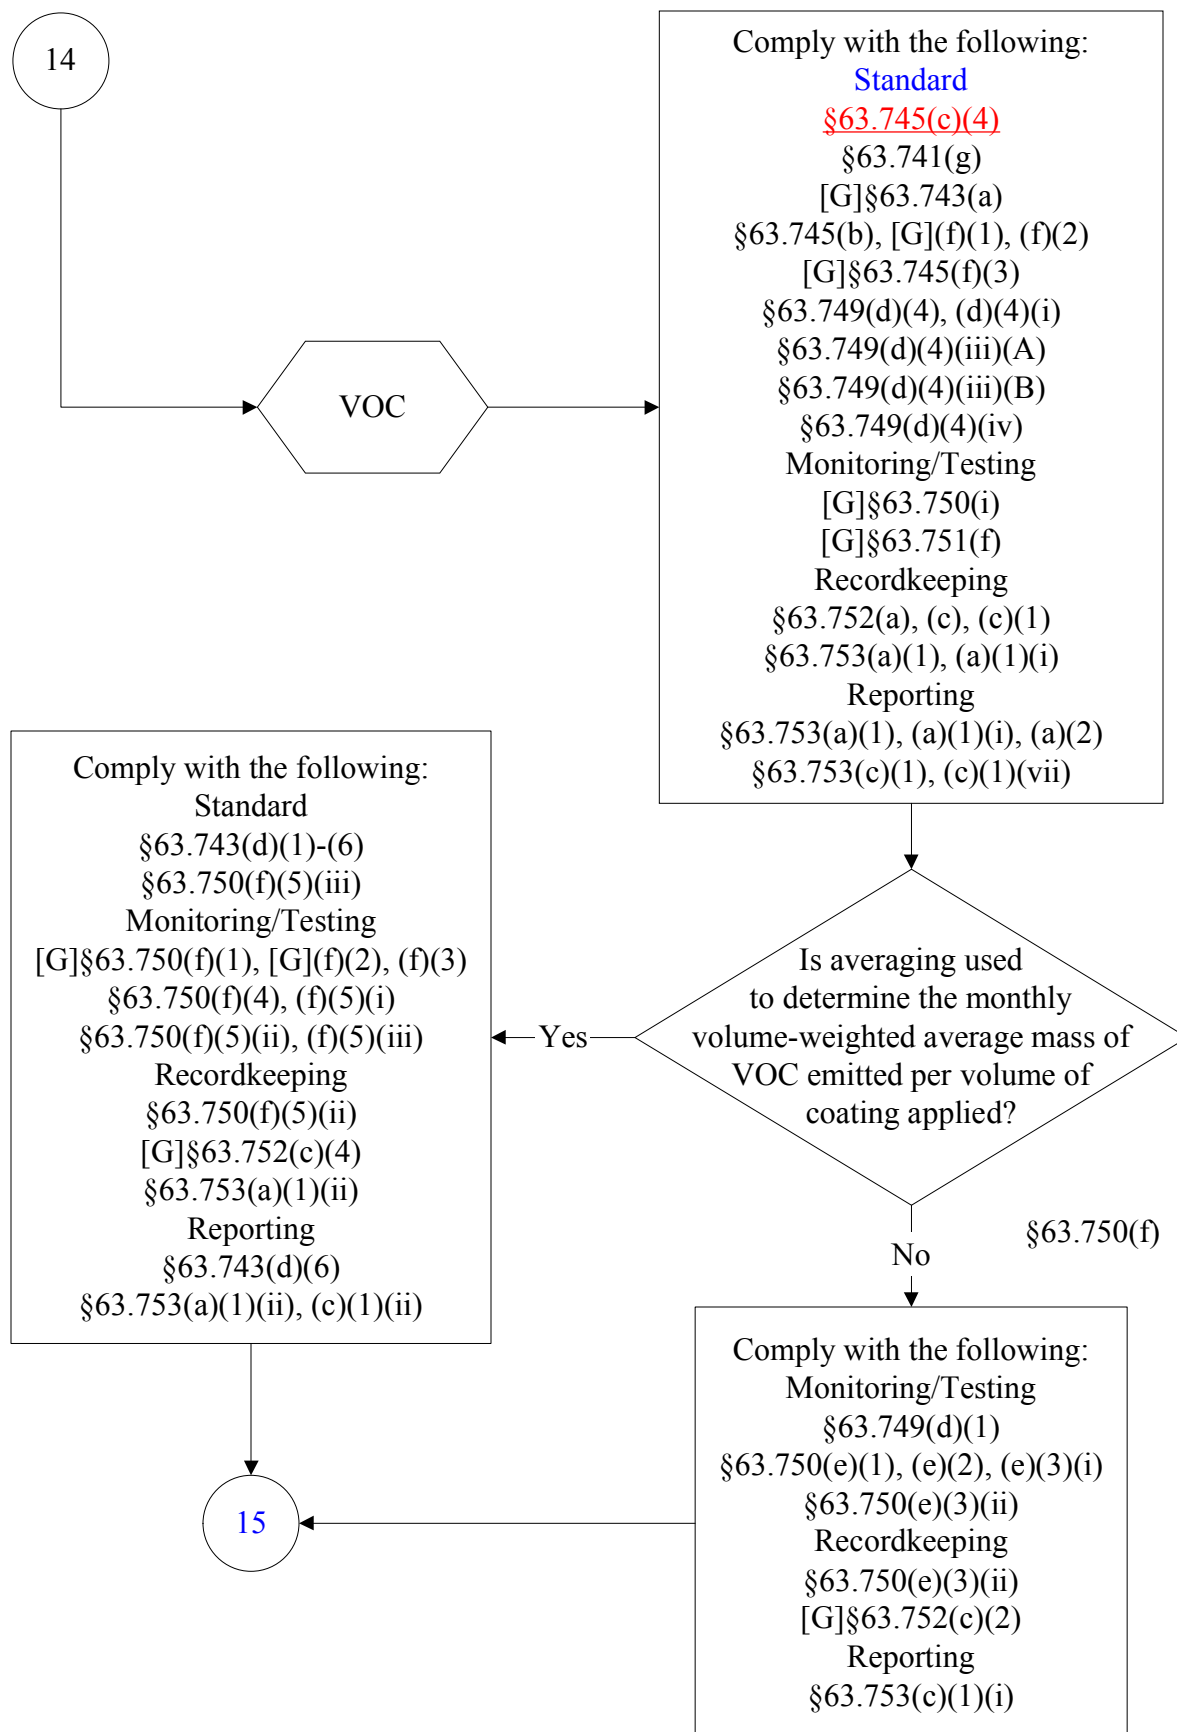 14
VOC
Comply with the following:
Standard
§63.745(c)(4)
§63.741(g)
[G]§63.743(a)
§63.745(b), [G](f)(1), (f)(2)
[G]§63.745(f)(3)
§63.749(d)(4), (d)(4)(i)
§63.749(d)(4)(iii)(A)
§63.749(d)(4)(iii)(B)
§63.749(d)(4)(iv)
Monitoring/Testing
[G]§63.750(i)
[G]§63.751(f)
Recordkeeping
§63.752(a), (c), (c)(1)
§63.753(a)(1), (a)(1)(i)
Reporting
§63.753(a)(1), (a)(1)(i), (a)(2)
§63.753(c)(1), (c)(1)(vii)
Is averaging used
to determine the monthly
volume-weighted average mass of
VOC emitted per volume of
coating applied?
§63.750(f)
Yes
Comply with the following:
Standard
§63.743(d)(1)-(6)
§63.750(f)(5)(iii)
Monitoring/Testing
[G]§63.750(f)(1), [G](f)(2), (f)(3)
§63.750(f)(4), (f)(5)(i)
§63.750(f)(5)(ii), (f)(5)(iii)
Recordkeeping
§63.750(f)(5)(ii)
[G]§63.752(c)(4)
§63.753(a)(1)(ii)
Reporting
§63.743(d)(6)
§63.753(a)(1)(ii), (c)(1)(ii)
No
Comply with the following:
Monitoring/Testing
§63.749(d)(1)
§63.750(e)(1), (e)(2), (e)(3)(i)
§63.750(e)(3)(ii)
Recordkeeping
§63.750(e)(3)(ii)
[G]§63.752(c)(2)
Reporting
§63.753(c)(1)(i)
15